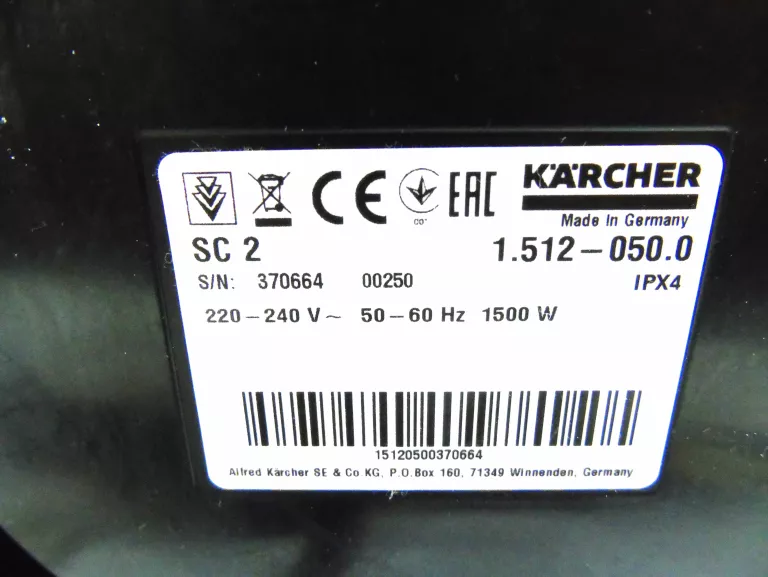 CE EAC KÄRCHER
CO'
Made In Germany
SC 2 1.512-050.0
S/N: 370664 00250 IPX4
220-240 V~ 50-60 Hz 1500 W
15120500370664
Alfred Kärcher SE & Co.KG, P.O.Box 160, 71349 Winnenden, Germany